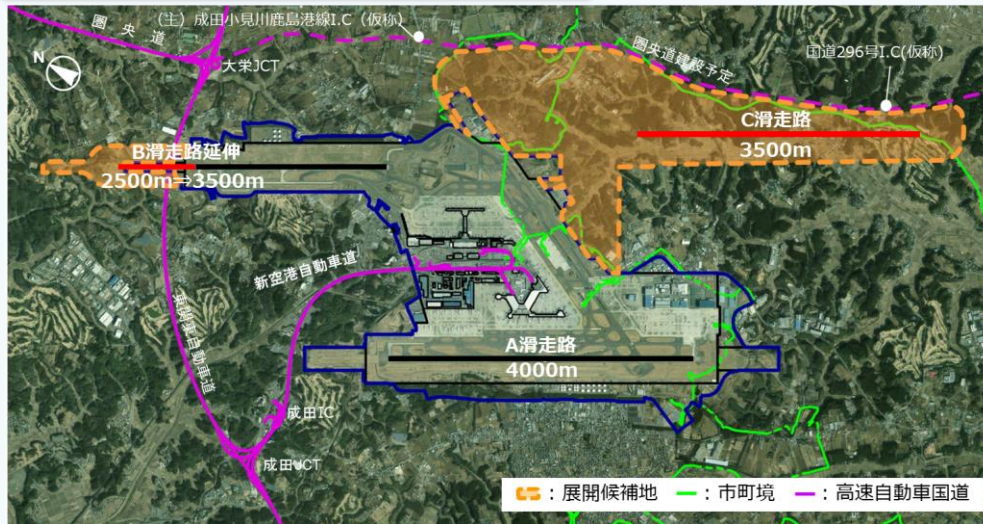 圏央道
（主）成田小見川鹿島港線I.C（仮称）
圏央道建設予定
国道296号I.C(仮称)
N
大栄JCT
C滑走路
3500m
B滑走路延伸
2500m⇒3500m
新空港自動車道
東関東自動車道
A滑走路
4000m
成田IC
成田JCT
：展開候補地
：市町境
：高速自動車国道